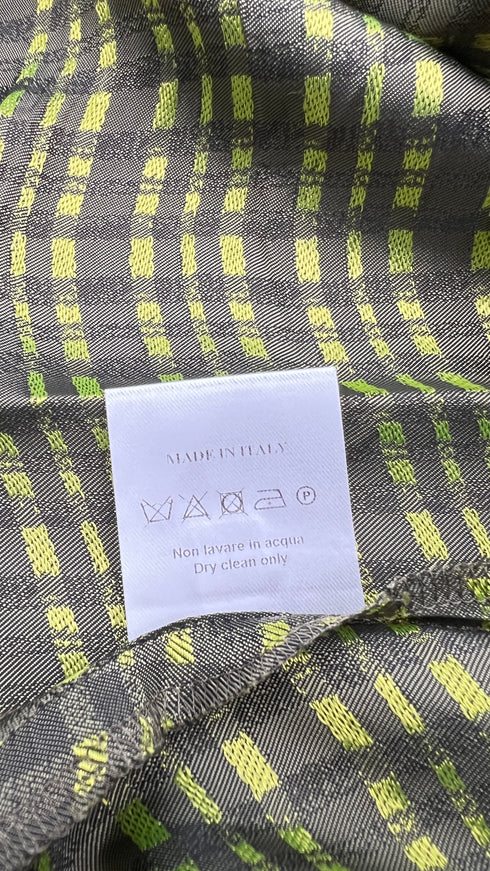 MADE IN ITALY
P
Non lavare in acqua
Dry clean only